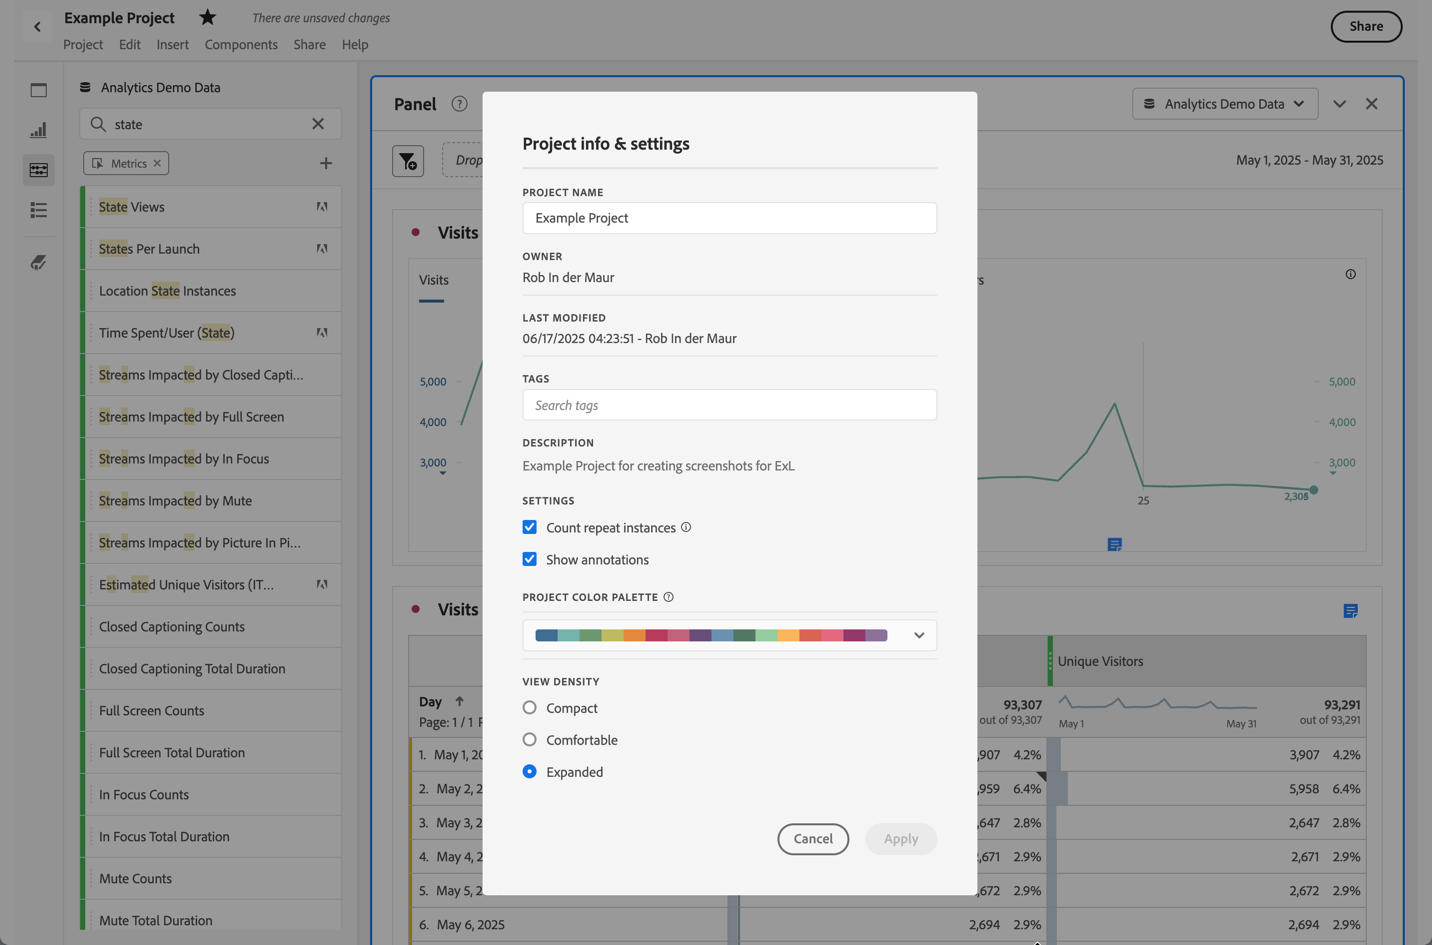 Example Project
There are unsaved changes
Share
Project Edit Insert Components Share Help
Analytics Demo Data
state
Metrics
State Views
States Per Launch
Location State Instances
Time Spent/User (State)
Streams Impacted by Closed Capti...
Streams Impacted by Full Screen
Streams Impacted by In Focus
Streams Impacted by Mute
Streams Impacted by Picture In Pi...
Estimated Unique Visitors (IT...
Closed Captioning Counts
Closed Captioning Total Duration
Full Screen Counts
Full Screen Total Duration
In Focus Counts
In Focus Total Duration
Mute Counts
Mute Total Duration
Panel
Analytics Demo Data
Drop
May 1, 2025 - May 31, 2025
Visits
Visits
5,000
4,000
3,000
5,000
4,000
3,000
25
Visits
Unique Visitors
Day
Page: 1 / 1
93,307
out of 93,307
May 1
May 31
93,291
out of 93,291
1. May 1, 20 ,907 4.2% 3,907 4.2%
2. May 2, 2 ,959 6.4% 5,958 6.4%
3. May 3, 2 ,647 2.8% 2,647 2.8%
4. May 4, 2 ,671 2.9% 2,671 2.9%
5. May 5, 2 ,672 2.9% 2,672 2.9%
6. May 6, 2025 2,694 2.9% 2,694 2.9%
Project info & settings
PROJECT NAME
Example Project
OWNER
Rob In der Maur
LAST MODIFIED
06/17/2025 04:23:51 - Rob In der Maur
TAGS
Search tags
DESCRIPTION
Example Project for creating screenshots for ExL
SETTINGS
Count repeat instances
Show annotations
PROJECT COLOR PALETTE
VIEW DENSITY
Compact
Comfortable
Expanded
Cancel
Apply